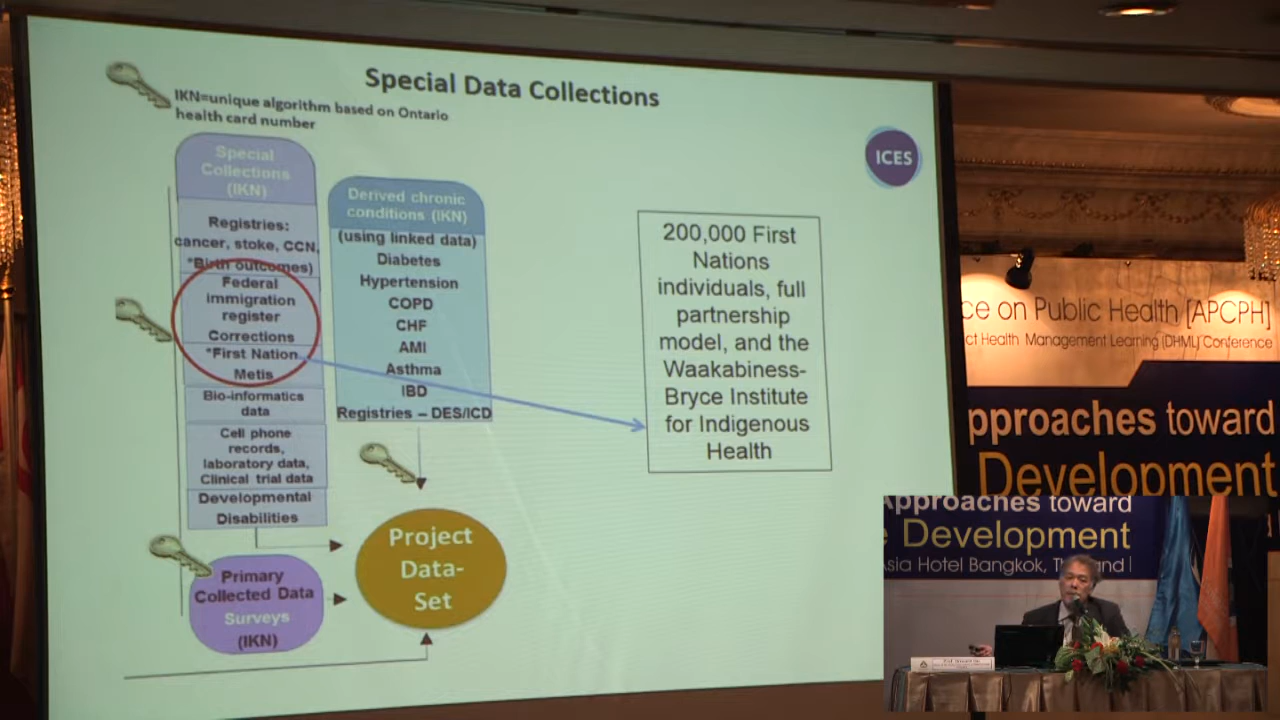 Special Data Collections
IKN=unique algorithm based on Ontario
health card number
ICES
Special
Collections
(IKN)
Registries:
cancer, stoke, CCN,
*Birth outcomes)
Federal
immigration
register
Corrections
*First Nation
Metis
Bio-informatics
data
Cell phone
records,
laboratory data,
Clinical trial data
Developmental
Disabilities
Derived chronic
conditions (IKN)
(using linked data)
Diabetes
Hypertension
COPD
CHF
AMI
Asthma
IBD
Registries – DES/ICD
200,000 First
Nations
individuals, full
partnership
model, and the
Waakabiness-
Bryce Institute
for Indigenous
Health
Project
Data-
Set
Primary
Collected Data
Surveys
(IKN)
ce on Public Health [APCPH]
ct Health Management Learning (DHML) Conference
pproaches toward
Development
Approaches toward
e Development
Asia Hotel Bangkok, Th land